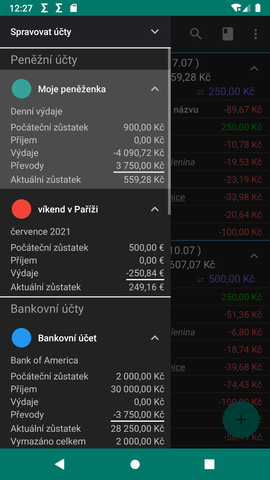 12:27
Spravovat účty
Peněžní účty
Moje peněženka
Denní výdaje
Počáteční zůstatek 900,00 Kč
Příjem 0,00 Kč
Výdaje -4 090,72 Kč
Převody 3 750,00 Kč
Aktuální zůstatek 559,28 Kč
víkend v Paříži
července 2021
Počáteční zůstatek 500,00 €
Příjem 0,00 €
Výdaje -250,84 €
Aktuální zůstatek 249,16 €
Bankovní účty
Bankovní účet
Bank of America
Počáteční zůstatek 2 000,00 Kč
Příjem 30 000,00 Kč
Výdaje 0,00 Kč
Převody -3 750,00 Kč
Aktuální zůstatek 28 250,00 Kč
Vymazáno celkem 2 000,00 Kč
7.07 )
59,28 Kč
250,00 Kč
názvu -89,67 Kč
250,00 Kč
-10,78 Kč
lenina -19,53 Kč
-23,19 Kč
nice -33,98 Kč
-20,64 Kč
-100,00 Kč
0.07 )
607,07 Kč
500,00 Kč
250,00 Kč
-51,36 Kč
lenina -6,80 Kč
-18,74 Kč
nice -39,68 Kč
-74,43 Kč